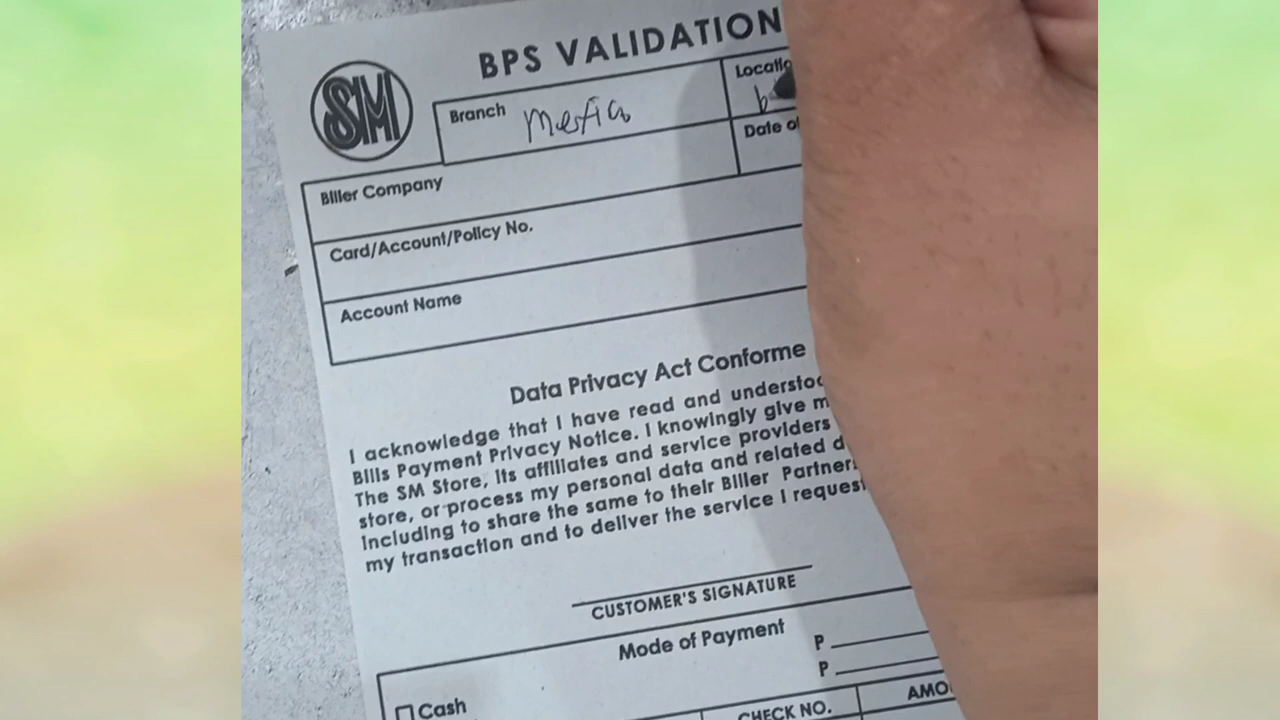 SM
BPS VALIDATION
Branch
Location
b
Date of
Biller Company
Card/Account/Policy No.
Account Name
Data Privacy Act Conforme
I acknowledge that I have read and understoo
Bills Payment Privacy Notice. I knowingly give m
The SM Store, its affiliates and service providers
store, or process my personal data and related d
including to share the same to their Biller Partner
my transaction and to deliver the service I request
CUSTOMER'S SIGNATURE
Mode of Payment
P
P
Cash
CHECK NO.
AMO